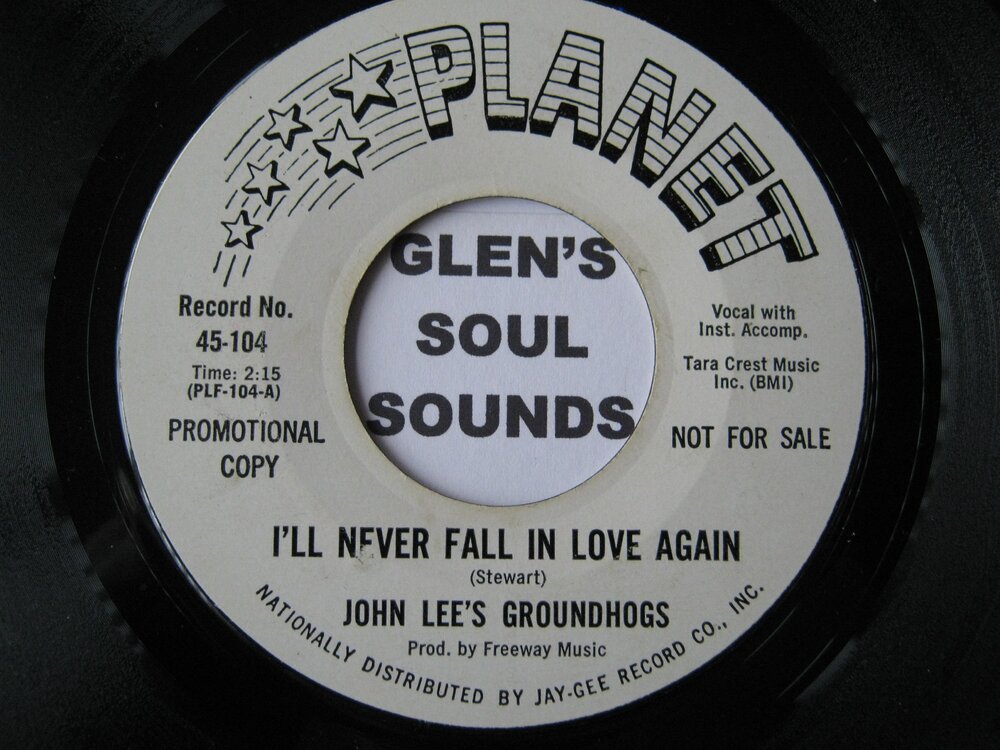 PLANET
Record No.
45-104
Time: 2:15
(PLF-104-A)
PROMOTIONAL
COPY
GLEN'S
SOUL
SOUNDS
Vocal with
Inst. Accomp.
Tara Crest Music
Inc. (BMI)
NOT FOR SALE
I'LL NEVER FALL IN LOVE AGAIN
(Stewart)
JOHN LEE'S GROUNDHOGS
Prod. by Freeway Music
NATIONALLY DISTRIBUTED BY JAY-GEE RECORD CO., INC.